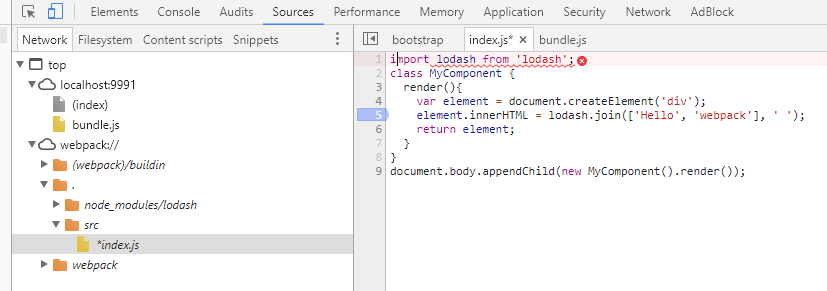 Elements Console Audits Sources Performance Memory Application Security Network AdBlock
Network Filesystem Content scripts Snippets
bootstrap index.js* bundle.js
top
localhost:9991
(index)
bundle.js
webpack://
(webpack)/buildin
.
node_modules/lodash
src
*index.js
webpack
1 import lodash from 'lodash';
2 class MyComponent {
3 render(){
4 var element = document.createElement('div');
5 element.innerHTML = lodash.join(['Hello', 'webpack'], ' ');
6 return element;
7 }
8 }
9 document.body.appendChild(new MyComponent().render());